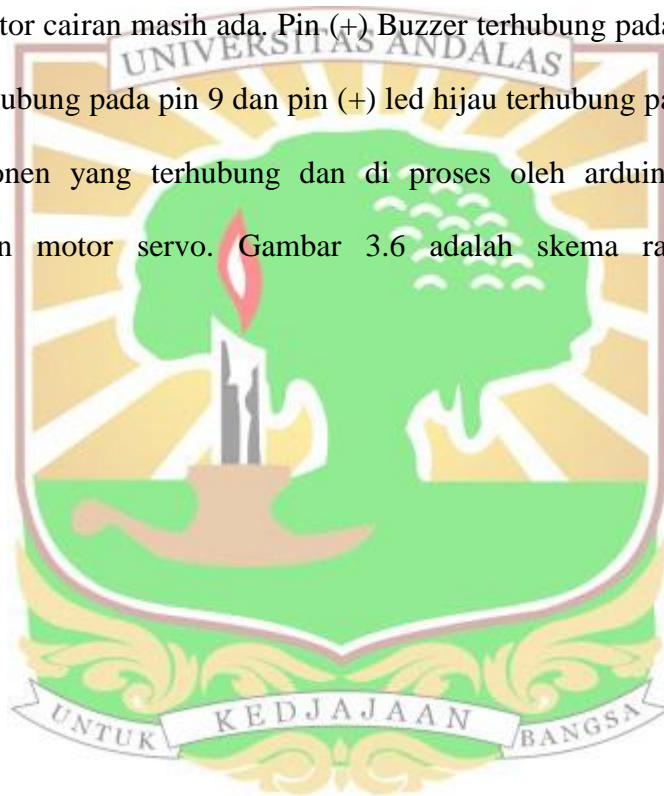 tor cairan masih ada. Pin (+) Buzzer terhubung pada
UNIVERSITAS ANDALAS
ubung pada pin 9 dan pin (+) led hijau terhubung pa
onen yang terhubung dan di proses oleh arduin
n motor servo. Gambar 3.6 adalah skema ra
UNTUK KEDJAJAAN BANGSA